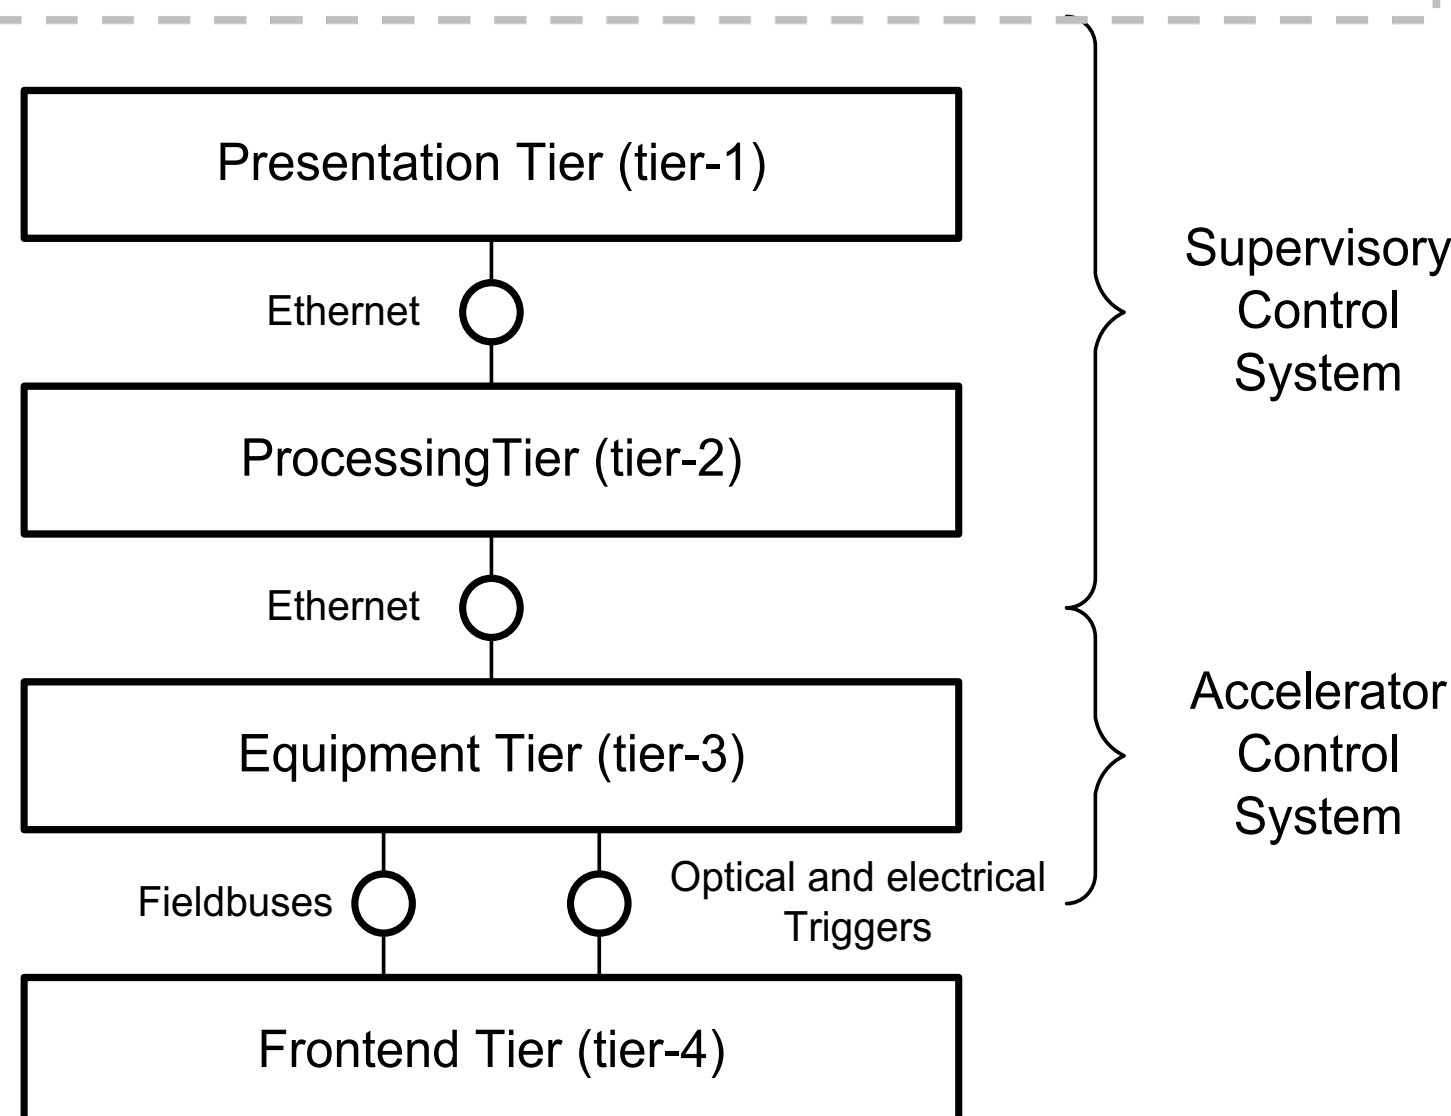 Presentation Tier (tier-1)
Ethernet
Supervisory
Control
System
ProcessingTier (tier-2)
Ethernet
Equipment Tier (tier-3)
Accelerator
Control
System
Fieldbuses
Optical and electrical
Triggers
Frontend Tier (tier-4)